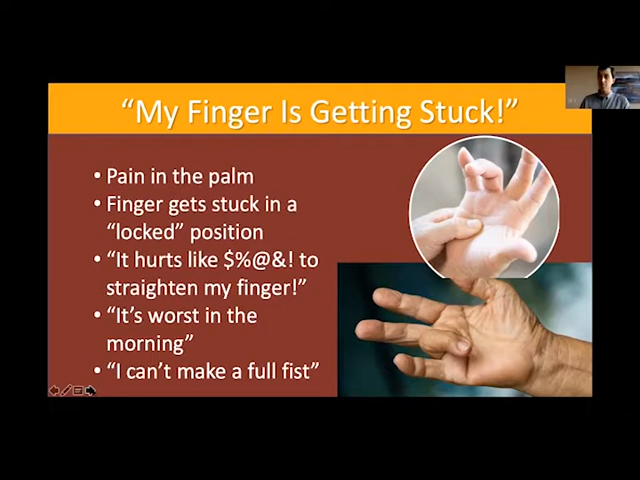 “My Finger Is Getting Stuck!”
• Pain in the palm
• Finger gets stuck in a
“locked” position
• “It hurts like $%@&! to
straighten my finger!”
• “It’s worst in the
morning”
• “I can’t make a full fist”